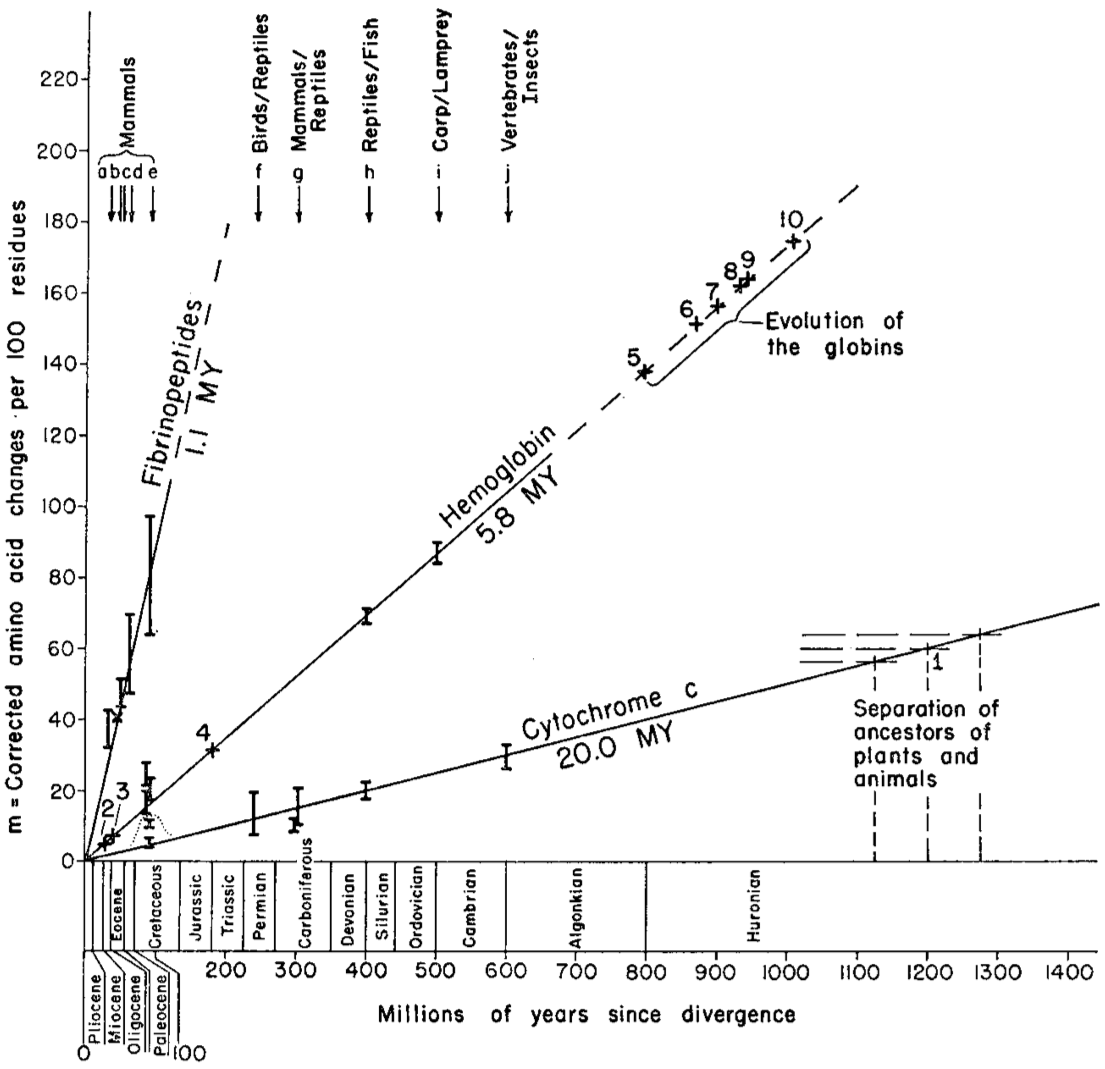 m = Corrected amino acid changes per 100 residues
220
200
180
160
140
120
100
80
60
40
20
0
Mammals
a b c d e
f Birds/Reptiles
g Mammals/
Reptiles
h Reptiles/Fish
i Carp/Lamprey
j Vertebrates/
Insects
Fibrinopeptides
1.1 MY
Hemoglobin
5.8 MY
Cytochrome c
20.0 MY
10
9
8
7
6
5
4
3
2
1
Evolution of
the globins
Separation of
ancestors of
plants and
animals
Eocene
Cretaceous
Jurassic
Triassic
Permian
Carboniferous
Devonian
Silurian
Ordovician
Cambrian
Algonkian
Huronian
Pliocene
Miocene
Oligocene
Paleocene
0
100
200
300
400
500
600
700
800
900
1000
1100
1200
1300
1400
Millions of years since divergence